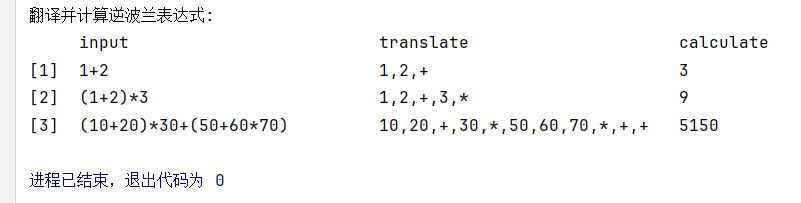 翻译并计算逆波兰表达式:
input translate calculate
[1] 1+2 1,2,+ 3
[2] (1+2)*3 1,2,+,3,* 9
[3] (10+20)*30+(50+60*70) 10,20,+,30,*,50,60,70,*,+,+ 5150
进程已结束，退出代码为 0